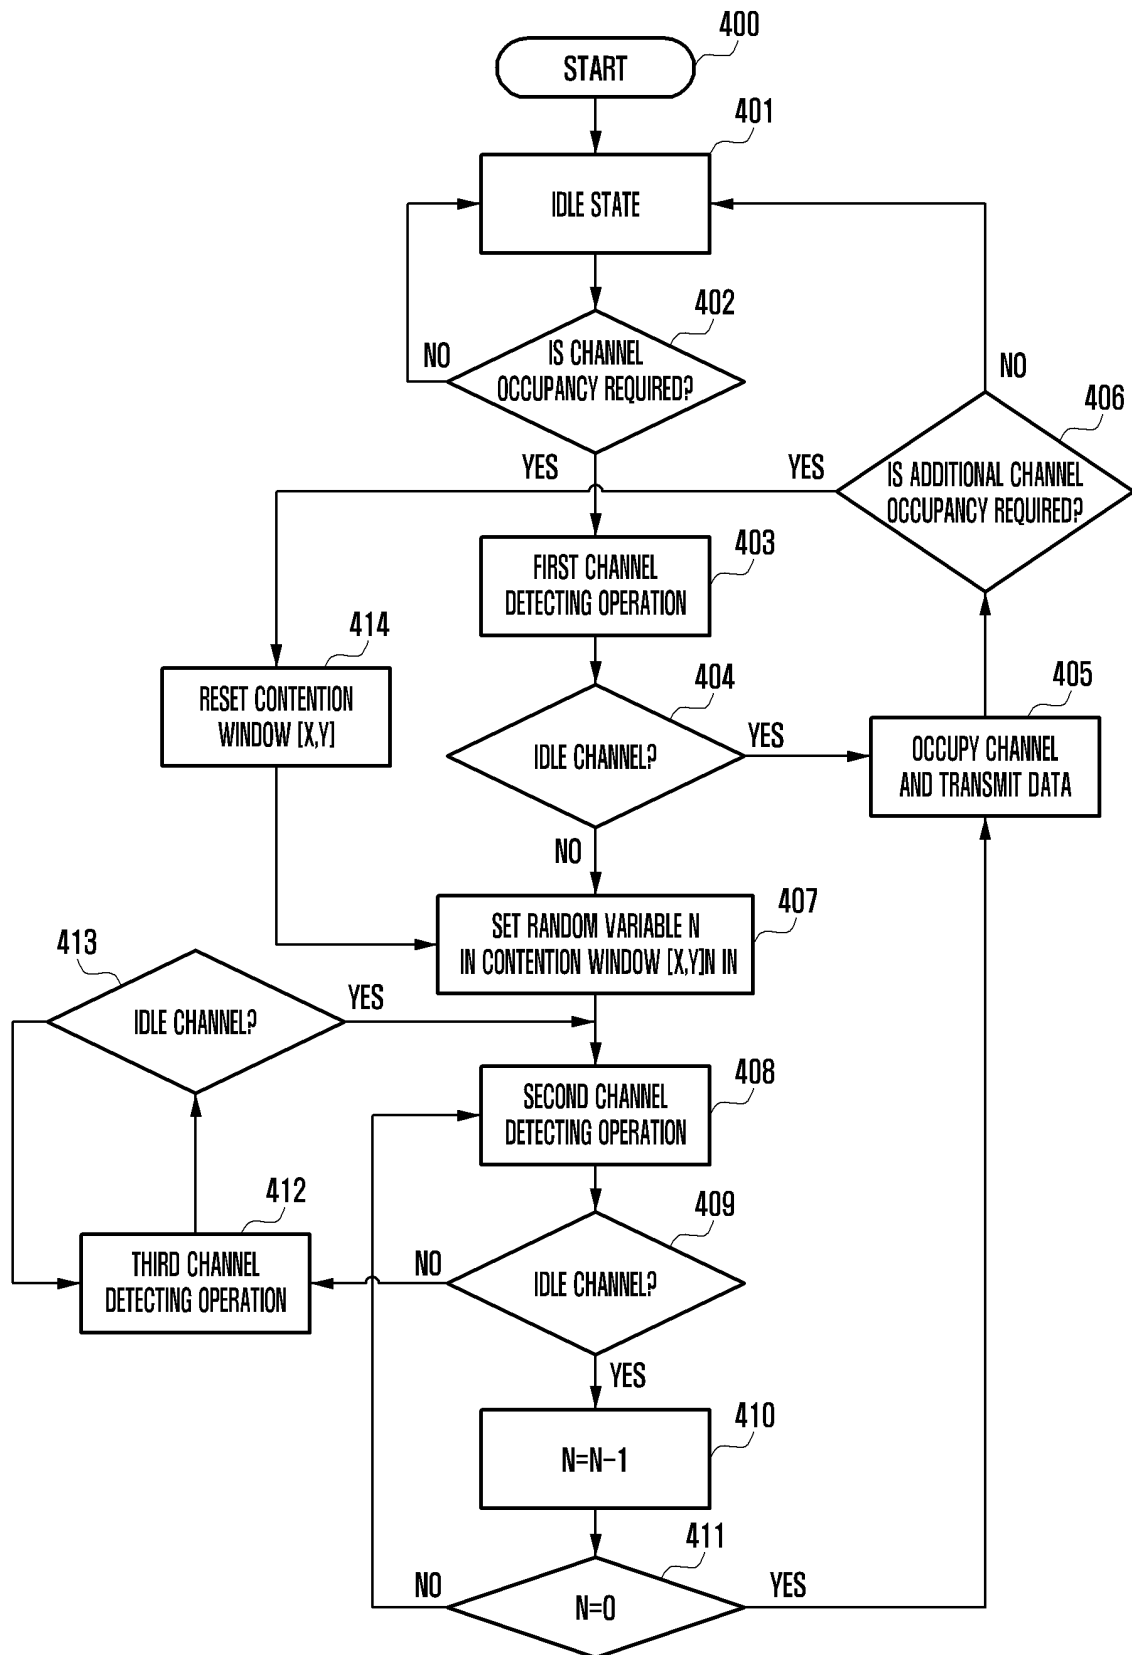 400
START
401
IDLE STATE
402
NO
IS CHANNEL
OCCUPANCY REQUIRED?
NO
406
YES
YES
IS ADDITIONAL CHANNEL
OCCUPANCY REQUIRED?
403
FIRST CHANNEL
DETECTING OPERATION
414
RESET CONTENTION
WINDOW [X,Y]
404
IDLE CHANNEL?
YES
405
OCCUPY CHANNEL
AND TRANSMIT DATA
NO
407
SET RANDOM VARIABLE N
IN CONTENTION WINDOW [X,Y]N IN
413
IDLE CHANNEL?
YES
408
SECOND CHANNEL
DETECTING OPERATION
412
THIRD CHANNEL
DETECTING OPERATION
409
NO
IDLE CHANNEL?
YES
410
N=N-1
411
NO
N=0
YES